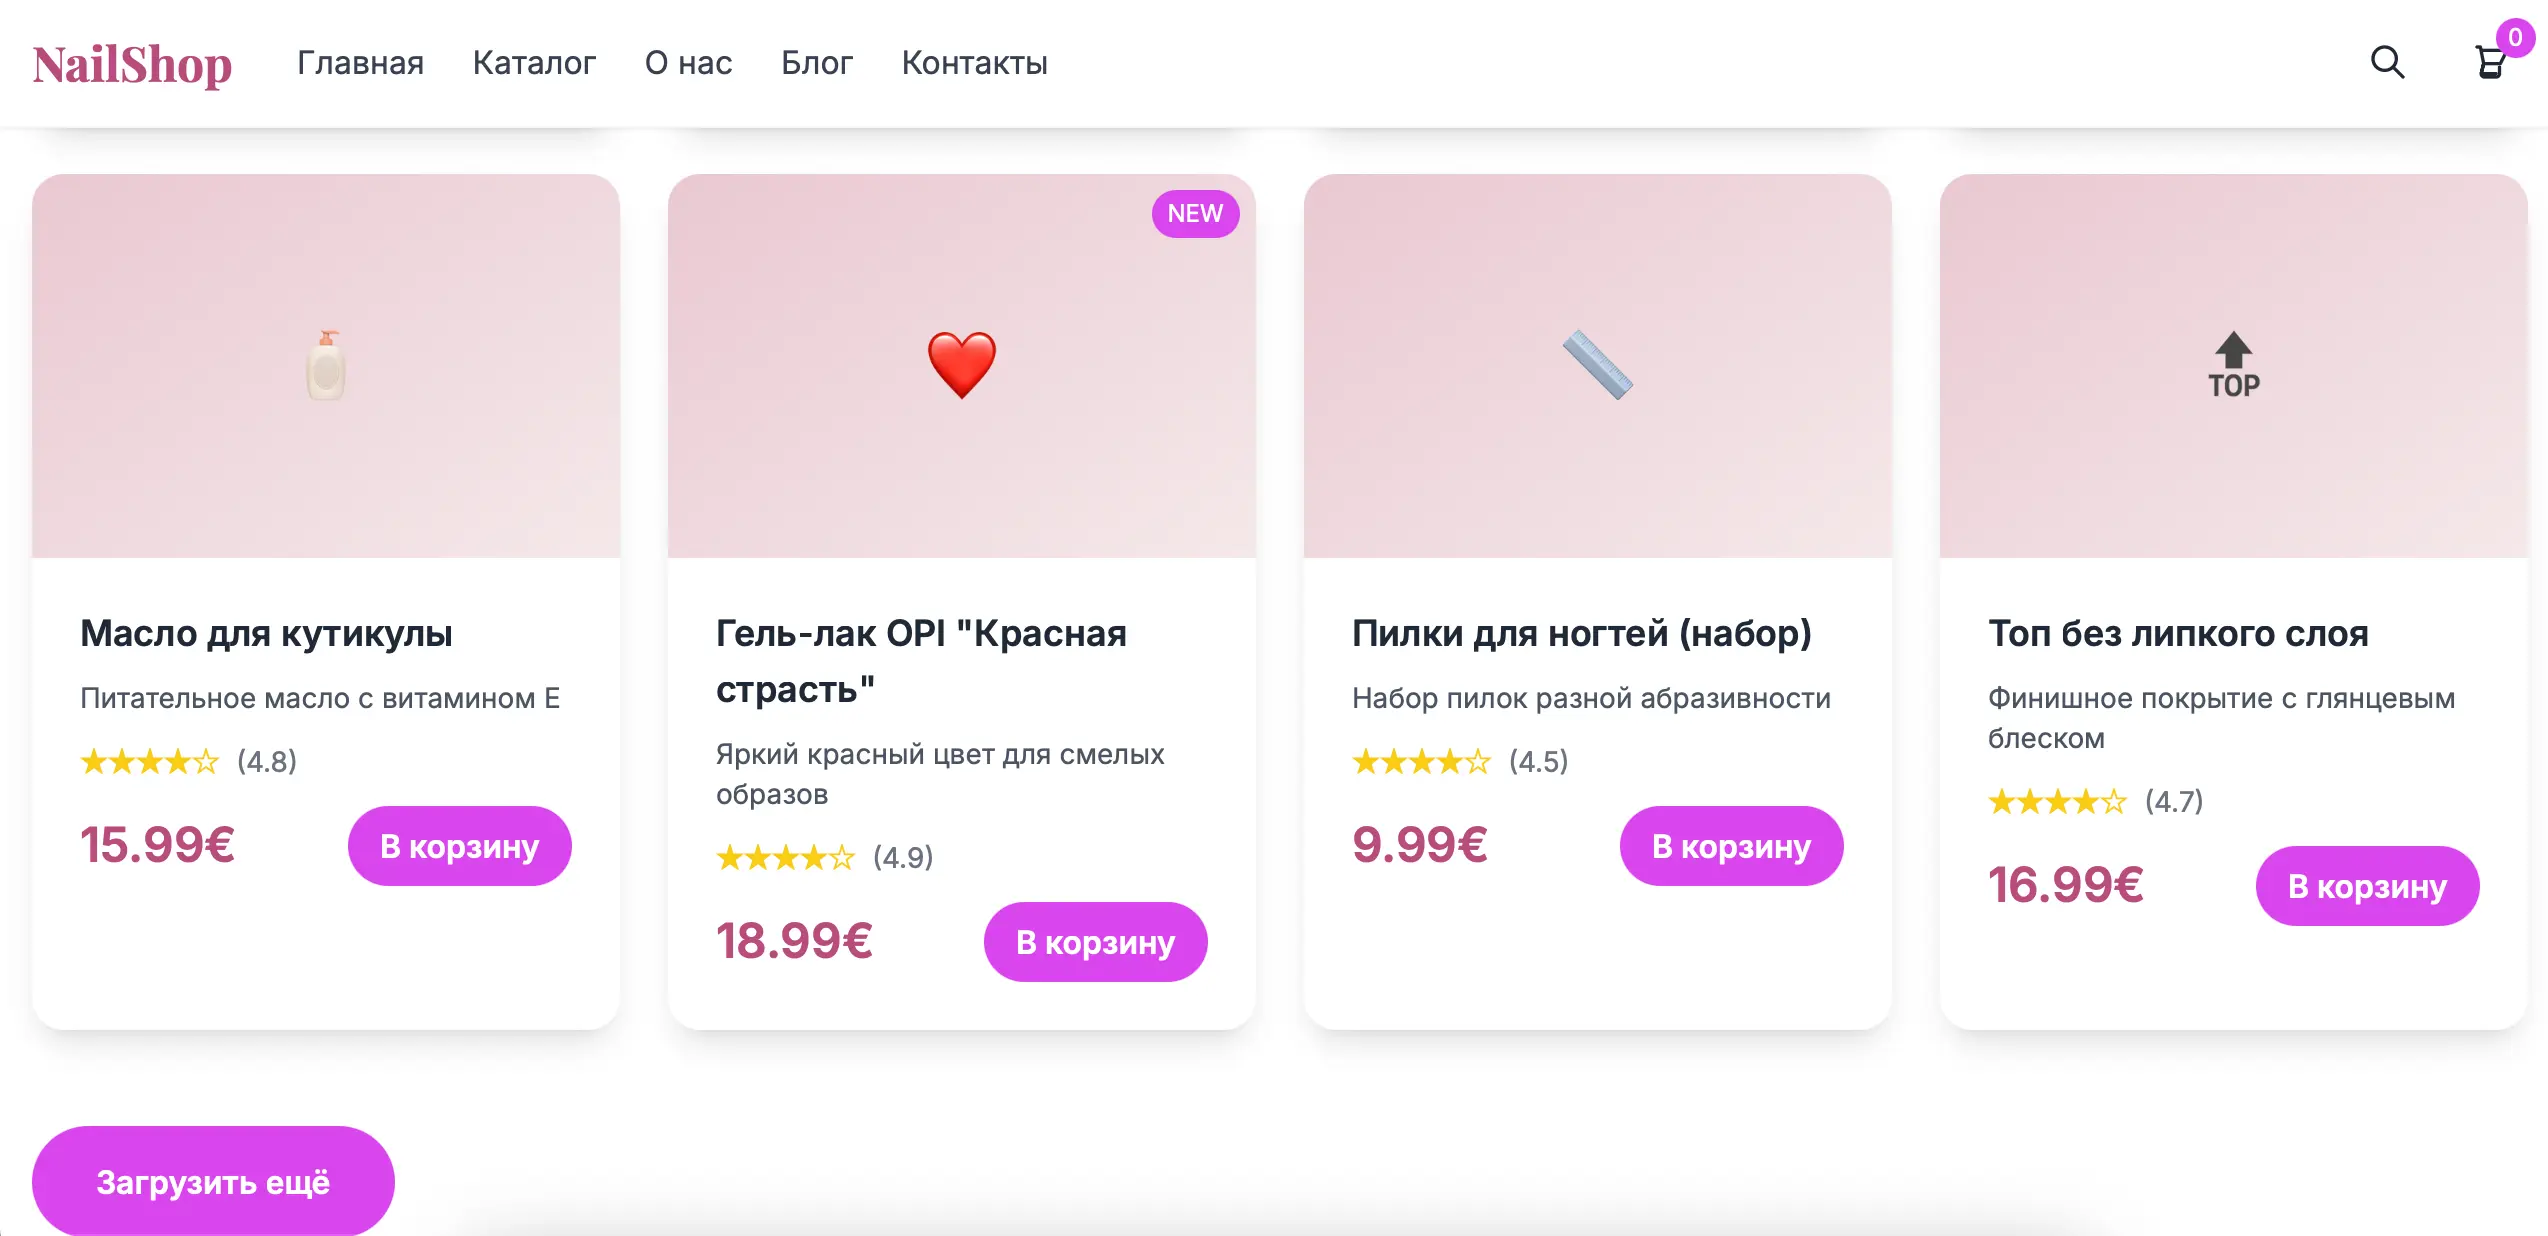 NailShop
Главная
Каталог
О нас
Блог
Контакты
0
Масло для кутикулы
Питательное масло с витамином Е
★★★★☆ (4.8)
15.99€
В корзину
NEW
Гель-лак OPI "Красная
страсть"
Яркий красный цвет для смелых
образов
★★★★☆ (4.9)
18.99€
В корзину
Пилки для ногтей (набор)
Набор пилок разной абразивности
★★★★☆ (4.5)
9.99€
В корзину
TOP
Топ без липкого слоя
Финишное покрытие с глянцевым
блеском
★★★★☆ (4.7)
16.99€
В корзину
Загрузить ещё